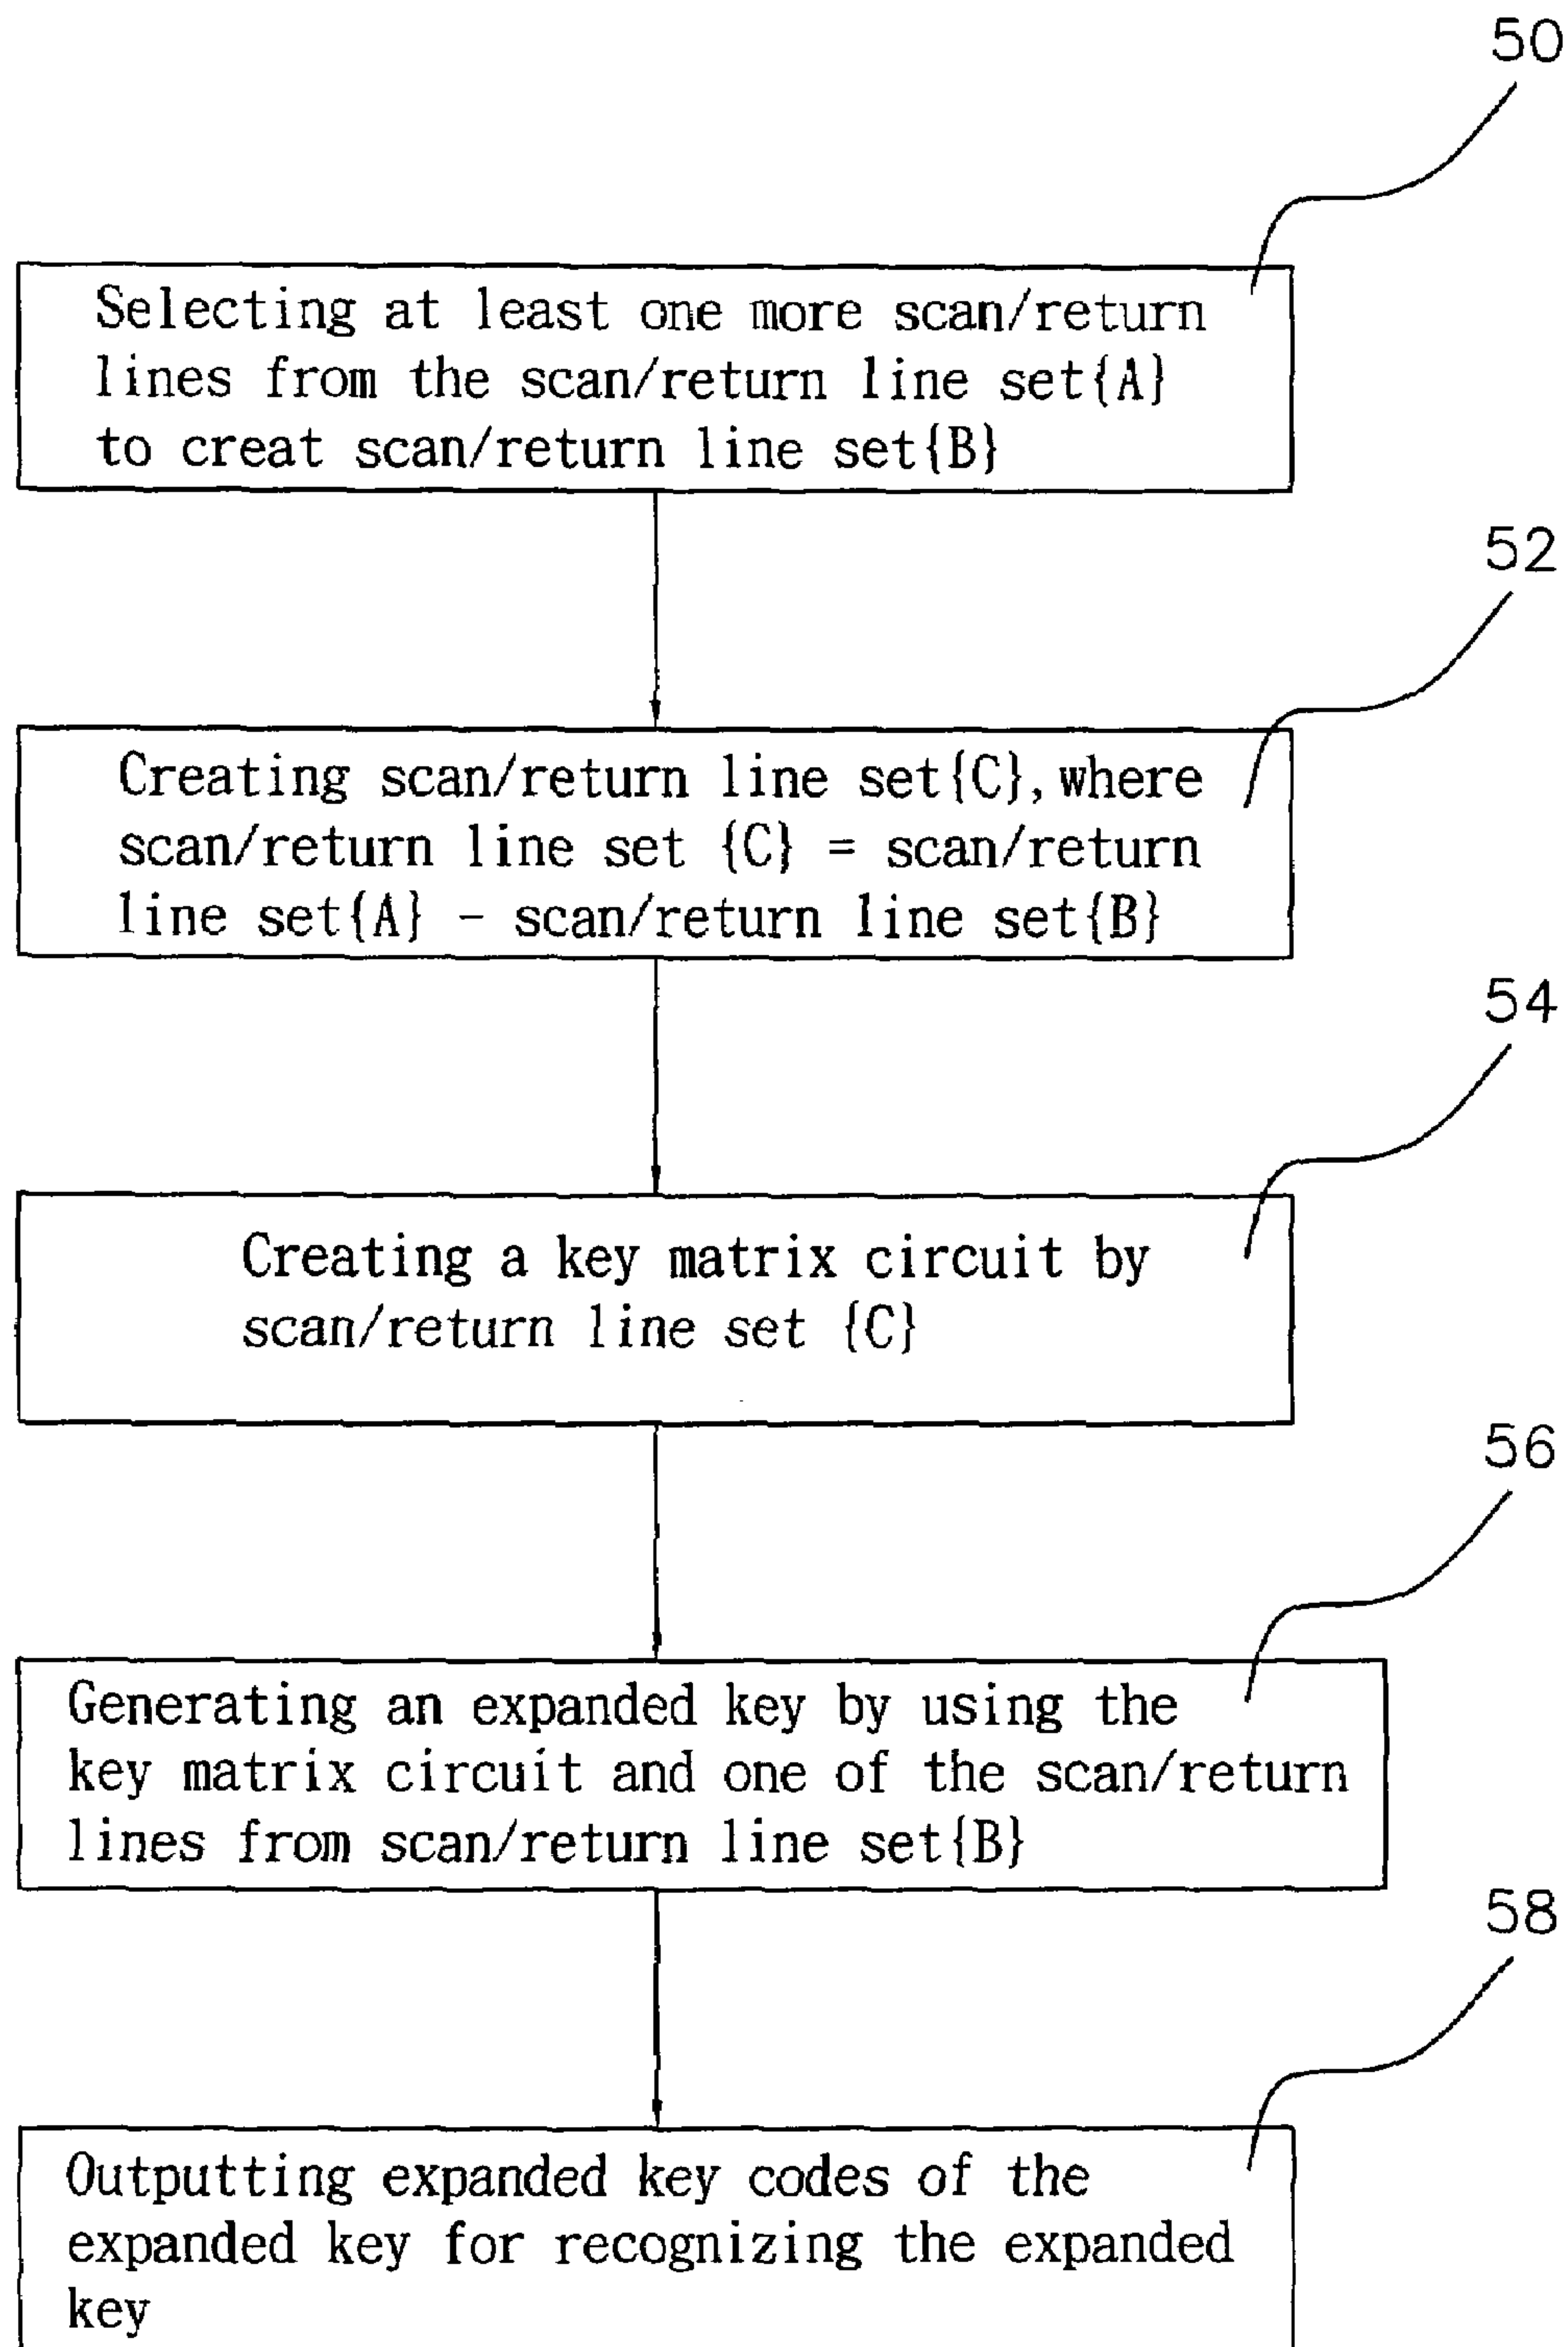 50
Selecting at least one more scan/return
lines from the scan/return line set{A}
to creat scan/return line set{B}
52
Creating scan/return line set{C},where
scan/return line set {C} = scan/return
line set{A} - scan/return line set{B}
54
Creating a key matrix circuit by
scan/return line set {C}
56
Generating an expanded key by using the
key matrix circuit and one of the scan/return
lines from scan/return line set{B}
58
Outputting expanded key codes of the
expanded key for recognizing the expanded
key